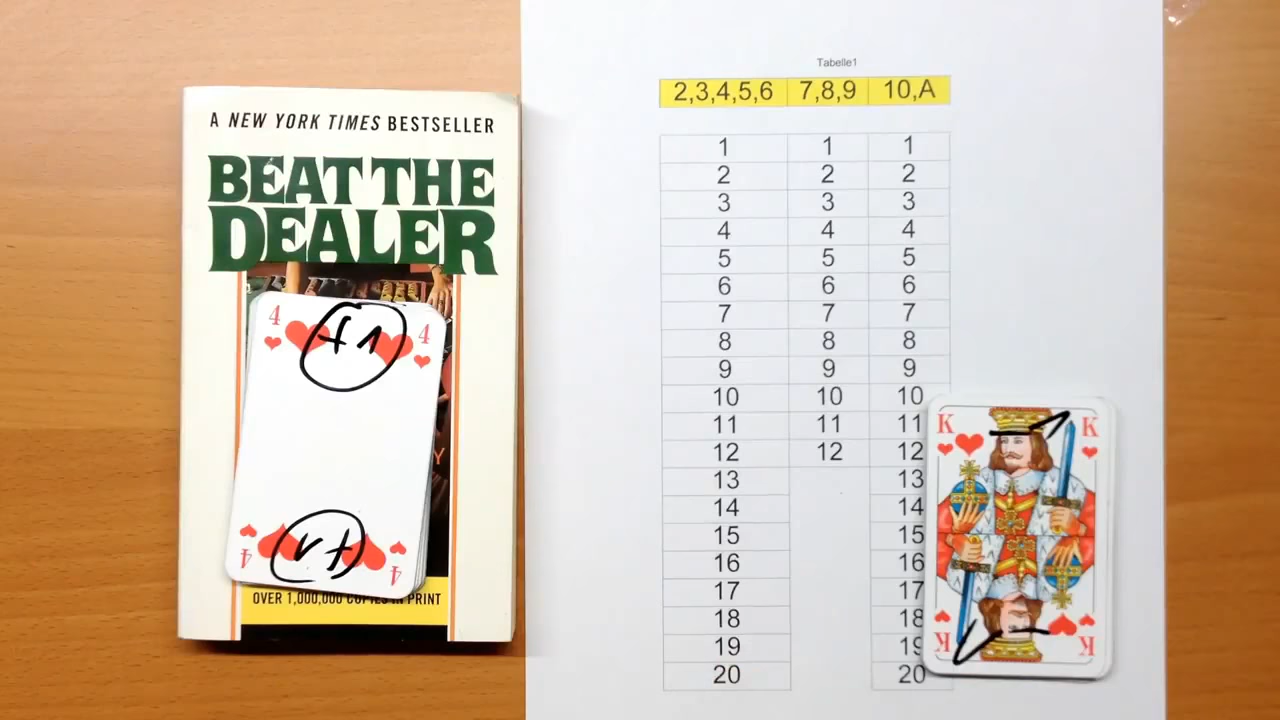 A NEW YORK TIMES BESTSELLER
BEAT THE
DEALER
4 +1 4
Y
4 +1 4
OVER 1,000,000 COPIES IN PRINT
Tabelle1
2,3,4,5,6 7,8,9 10,A
1 1 1
2 2 2
3 3 3
4 4 4
5 5 5
6 6 6
7 7 7
8 8 8
9 9 9
10 10 10
11 11 11
12 12 12
13 13
14 14
15 15
16 16
17 17
18 18
19 19
20 20
K -1 K
K -1 K